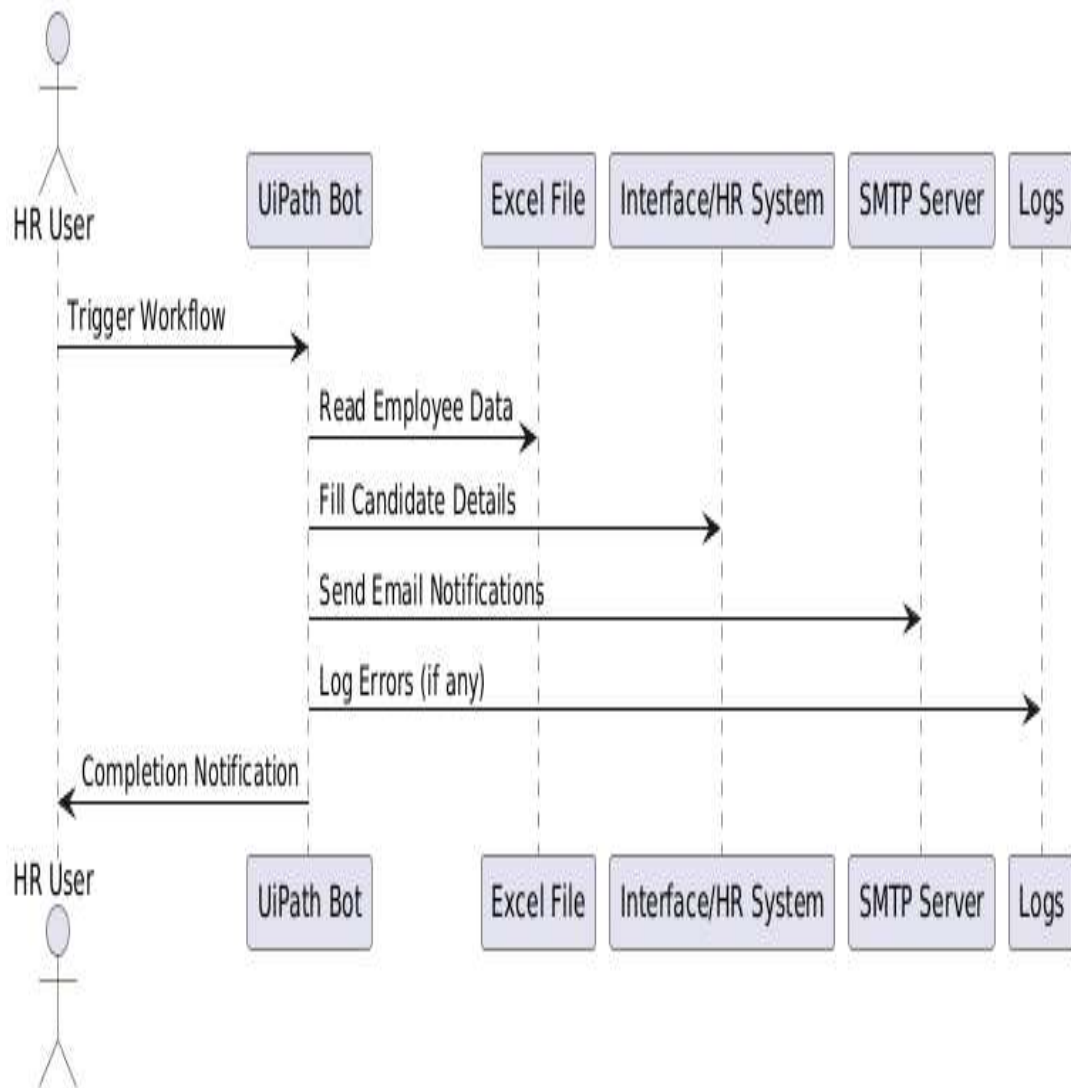 HR User
UiPath Bot
Excel File
Interface/HR System
SMTP Server
Logs
Trigger Workflow
Read Employee Data
Fill Candidate Details
Send Email Notifications
Log Errors (if any)
Completion Notification
HR User
UiPath Bot
Excel File
Interface/HR System
SMTP Server
Logs